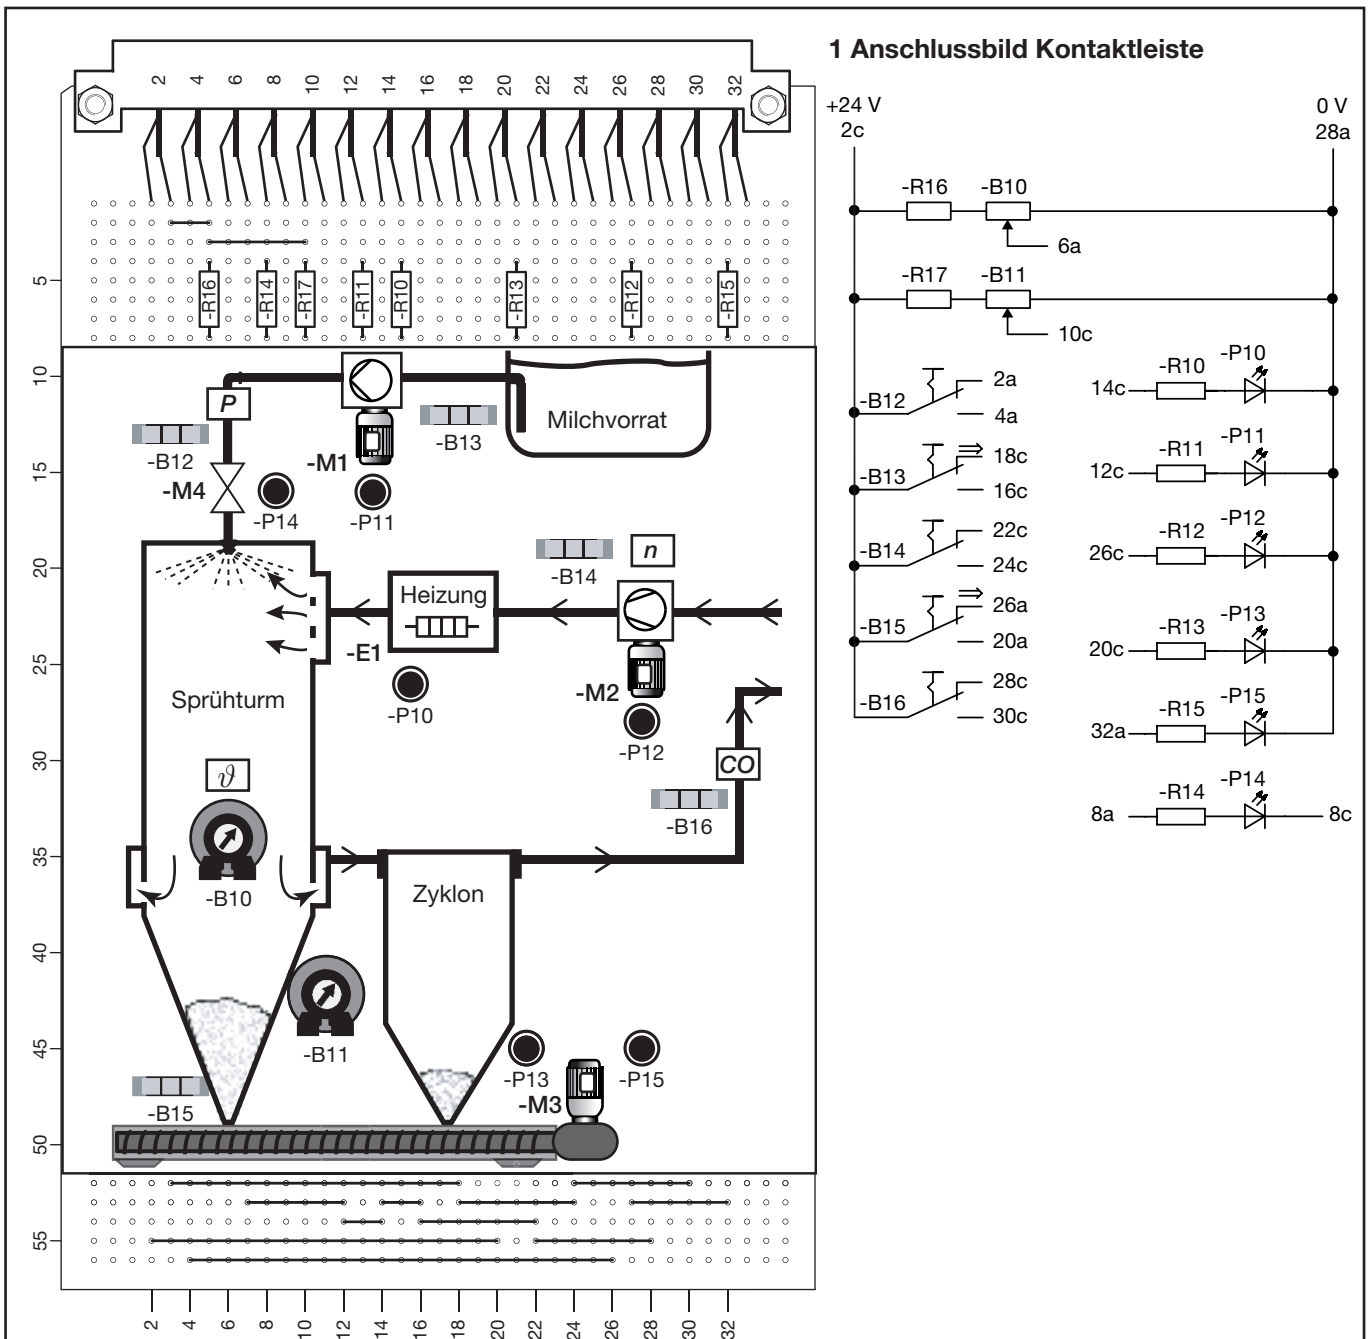 1 Anschlussbild Kontaktleiste
2 4 6 8 10 12 14 16 18 20 22 24 26 28 30 32
+24 V
2c
0 V
28a
-R16 -B10
6a
-R17 -B11
10c
-B12 2a
4a
-B13 18c
16c
-B14 22c
24c
-B15 26a
20a
-B16 28c
30c
14c -R10 -P10
12c -R11 -P11
26c -R12 -P12
20c -R13 -P13
32a -R15 -P15
8a -R14 -P14 8c
5
-R16 -R14 -R17 -R11 -R10 -R13 -R12 -R15
10
P
Milchvorrat
-B13
-B12
-M1
15
-M4
-P14
-P11
n
20
-B14
Heizung
-E1
25
Sprühturm
-M2
-P10
-P12
30
ϑ
CO
-B16
35
-B10
Zyklon
40
-B11
45
-P13
-P15
-B15
-M3
50
55
2 4 6 8 10 12 14 16 18 20 22 24 26 28 30 32